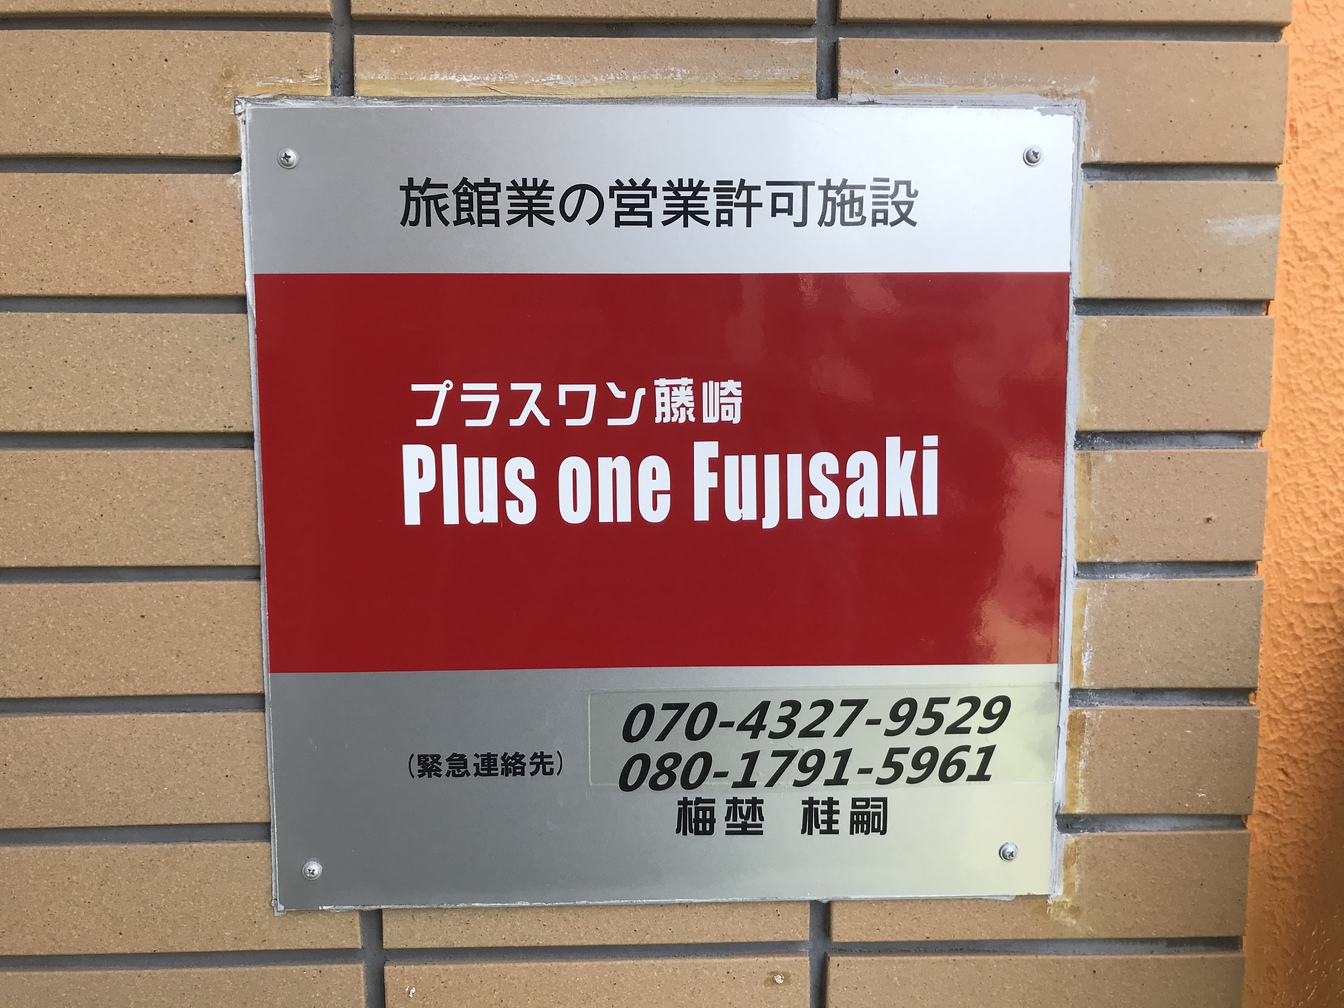 旅館業の営業許可施設
プラスワン藤崎
Plus one Fujisaki
070-4327-9529
(緊急連絡先)
080-1791-5961
梅埜 桂嗣